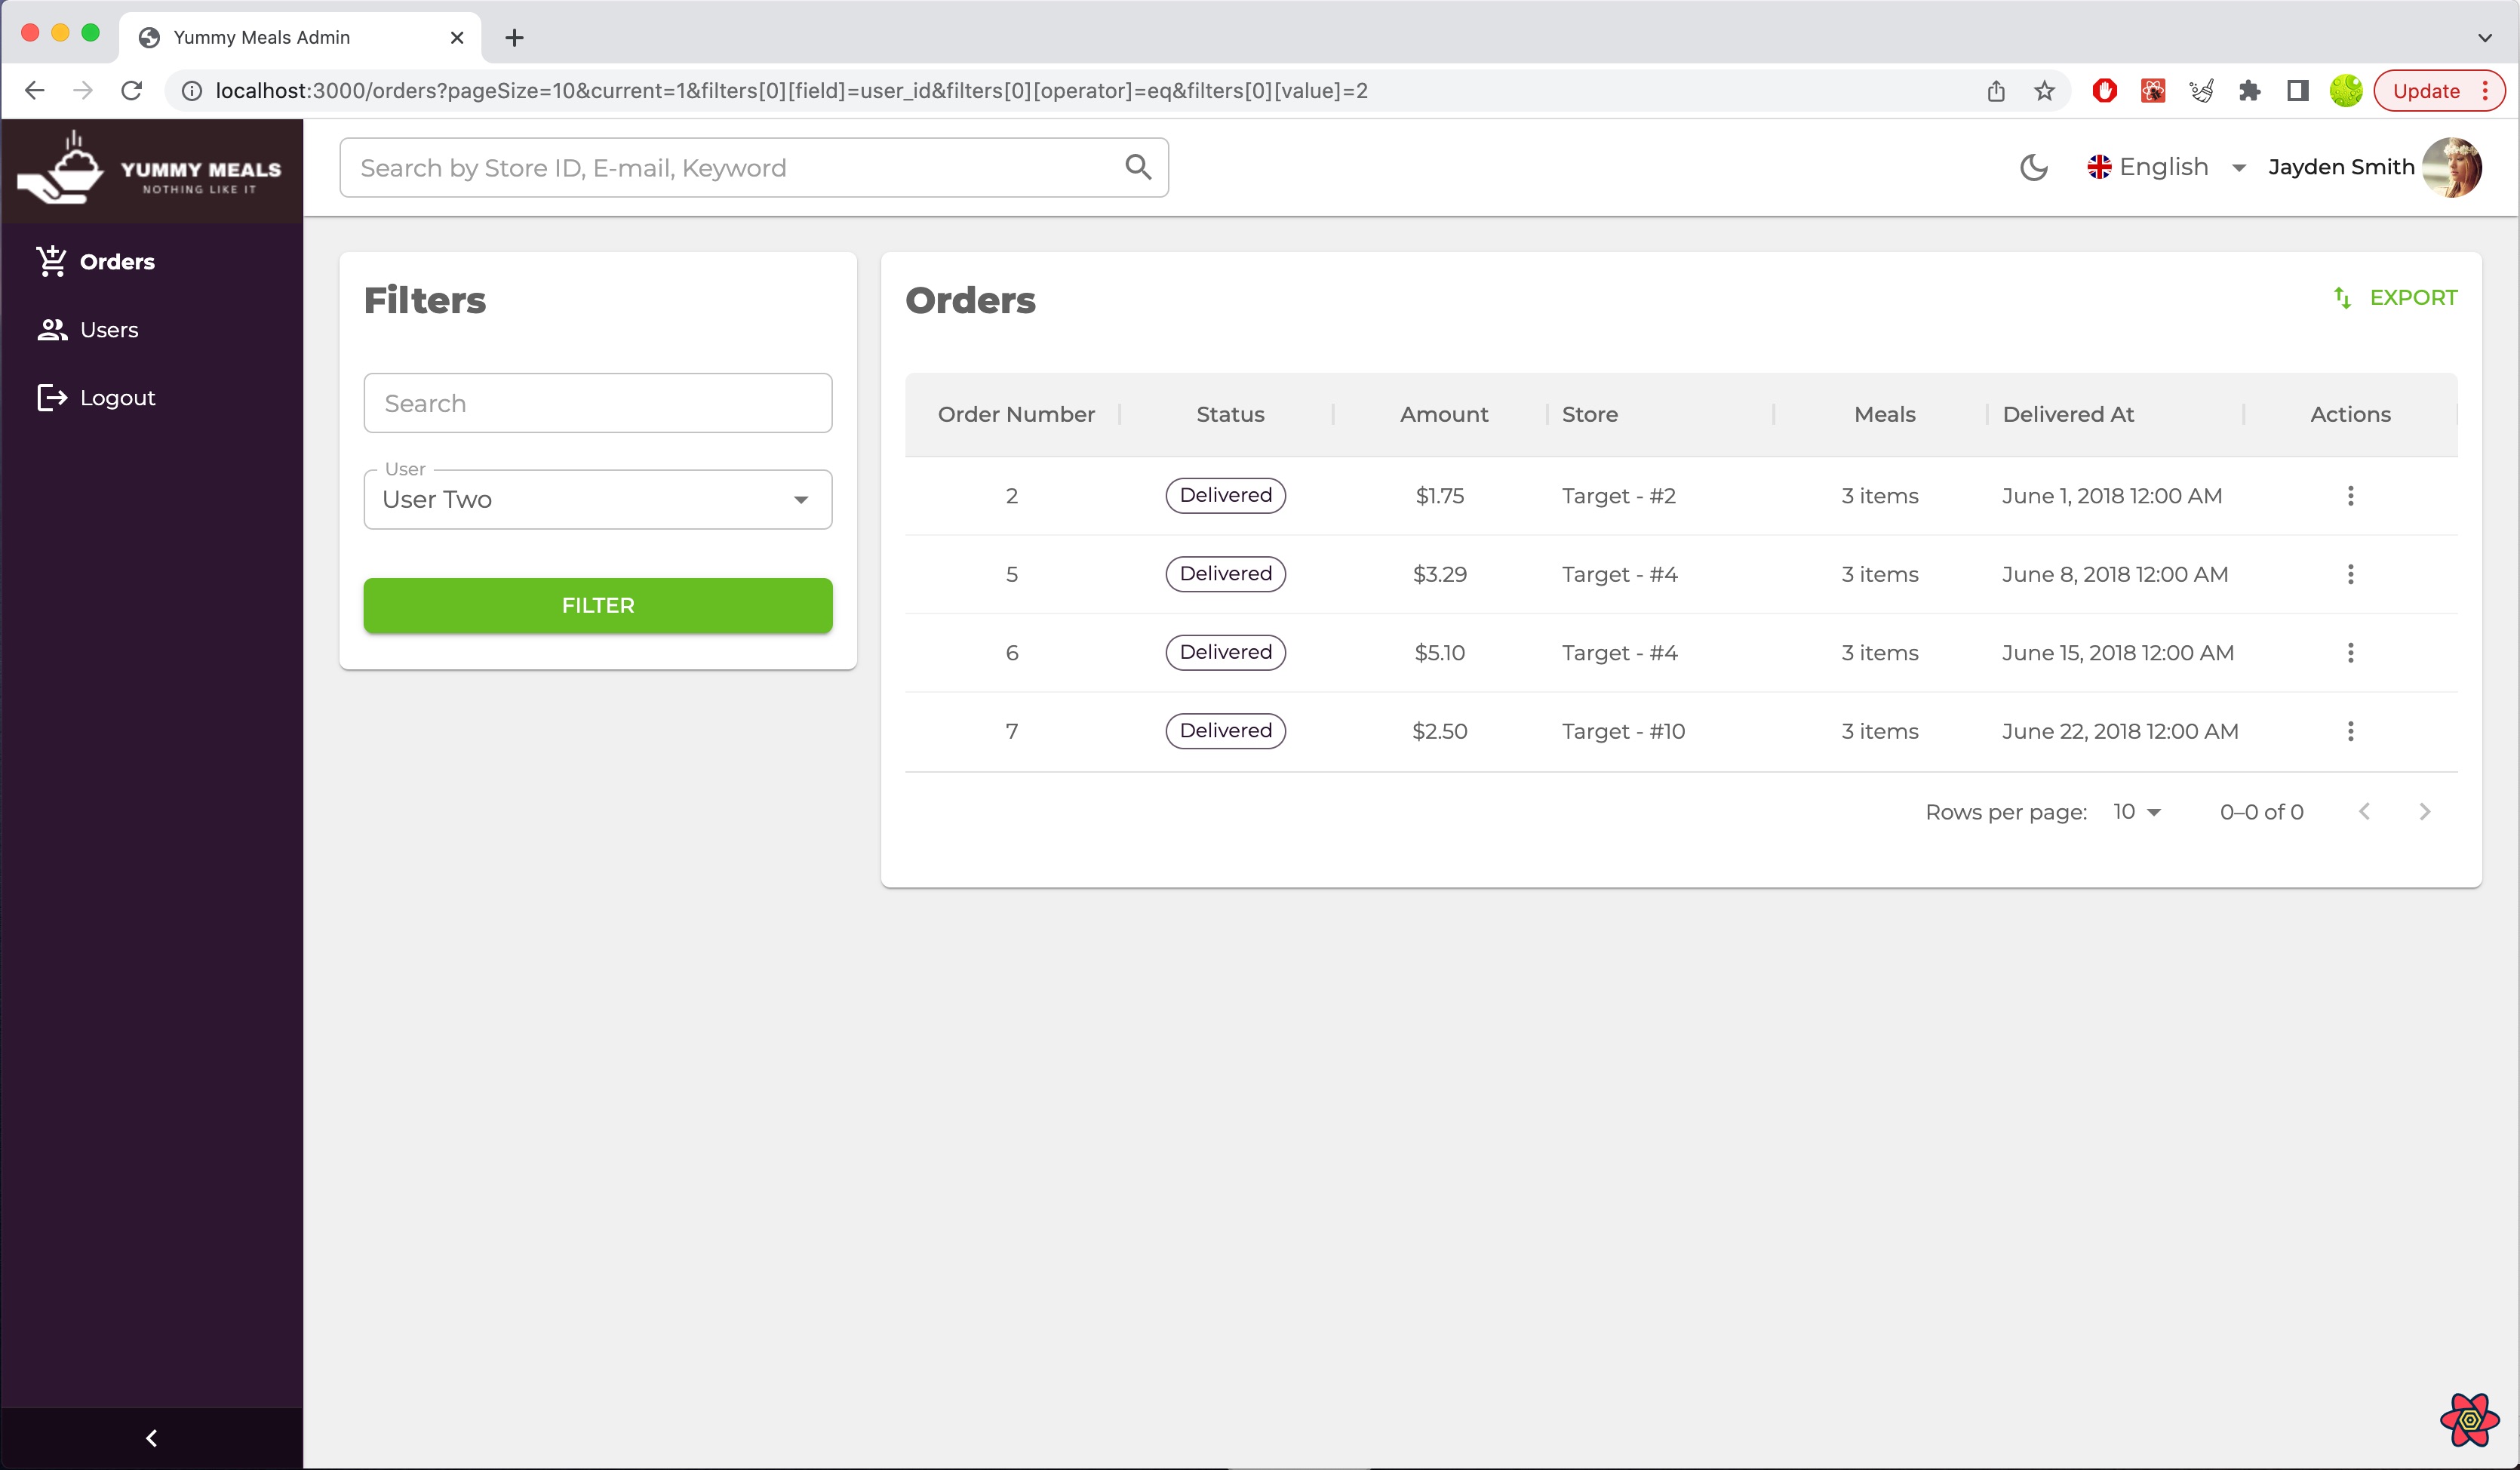 Yummy Meals Admin
localhost:3000/orders?pageSize=10&current=1&filters[0][field]=user_id&filters[0][operator]=eq&filters[0][value]=2
Update
YUMMY MEALS
NOTHING LIKE IT
Search by Store ID, E-mail, Keyword
English
Jayden Smith
Orders
Users
Logout
Filters
Search
User
User Two
FILTER
Orders
EXPORT
Order Number Status Amount Store Meals Delivered At Actions
2 Delivered $1.75 Target - #2 3 items June 1, 2018 12:00 AM
5 Delivered $3.29 Target - #4 3 items June 8, 2018 12:00 AM
6 Delivered $5.10 Target - #4 3 items June 15, 2018 12:00 AM
7 Delivered $2.50 Target - #10 3 items June 22, 2018 12:00 AM
Rows per page: 10 0–0 of 0